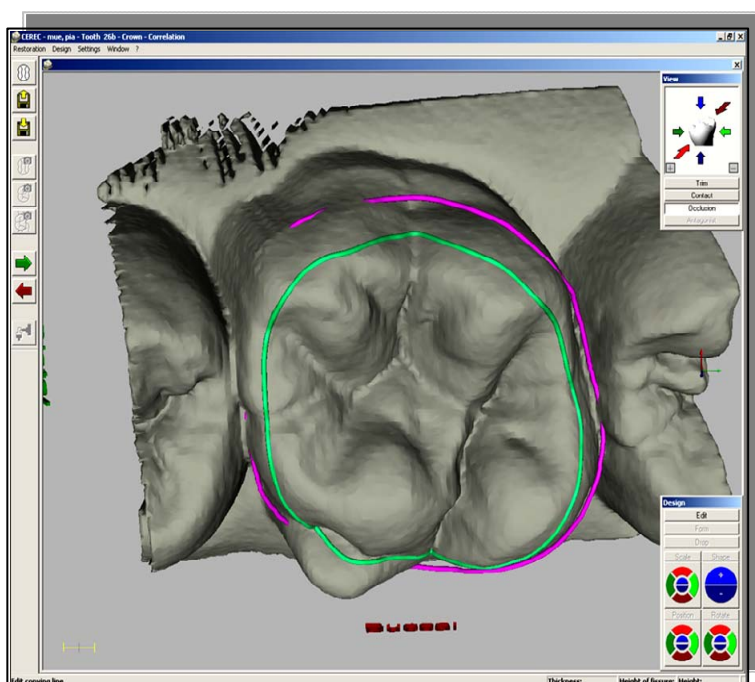 CEREC - mue, pia - Tooth 26b - Crown - Correlation
Restoration Design Settings Window ?
View
Trim
Contact
Occlusion
Antagonist
Design
Edit
Form
Drop
Scale Shape
Position Rotate
Edit copying line
Thickness: Height of fissure: Height: